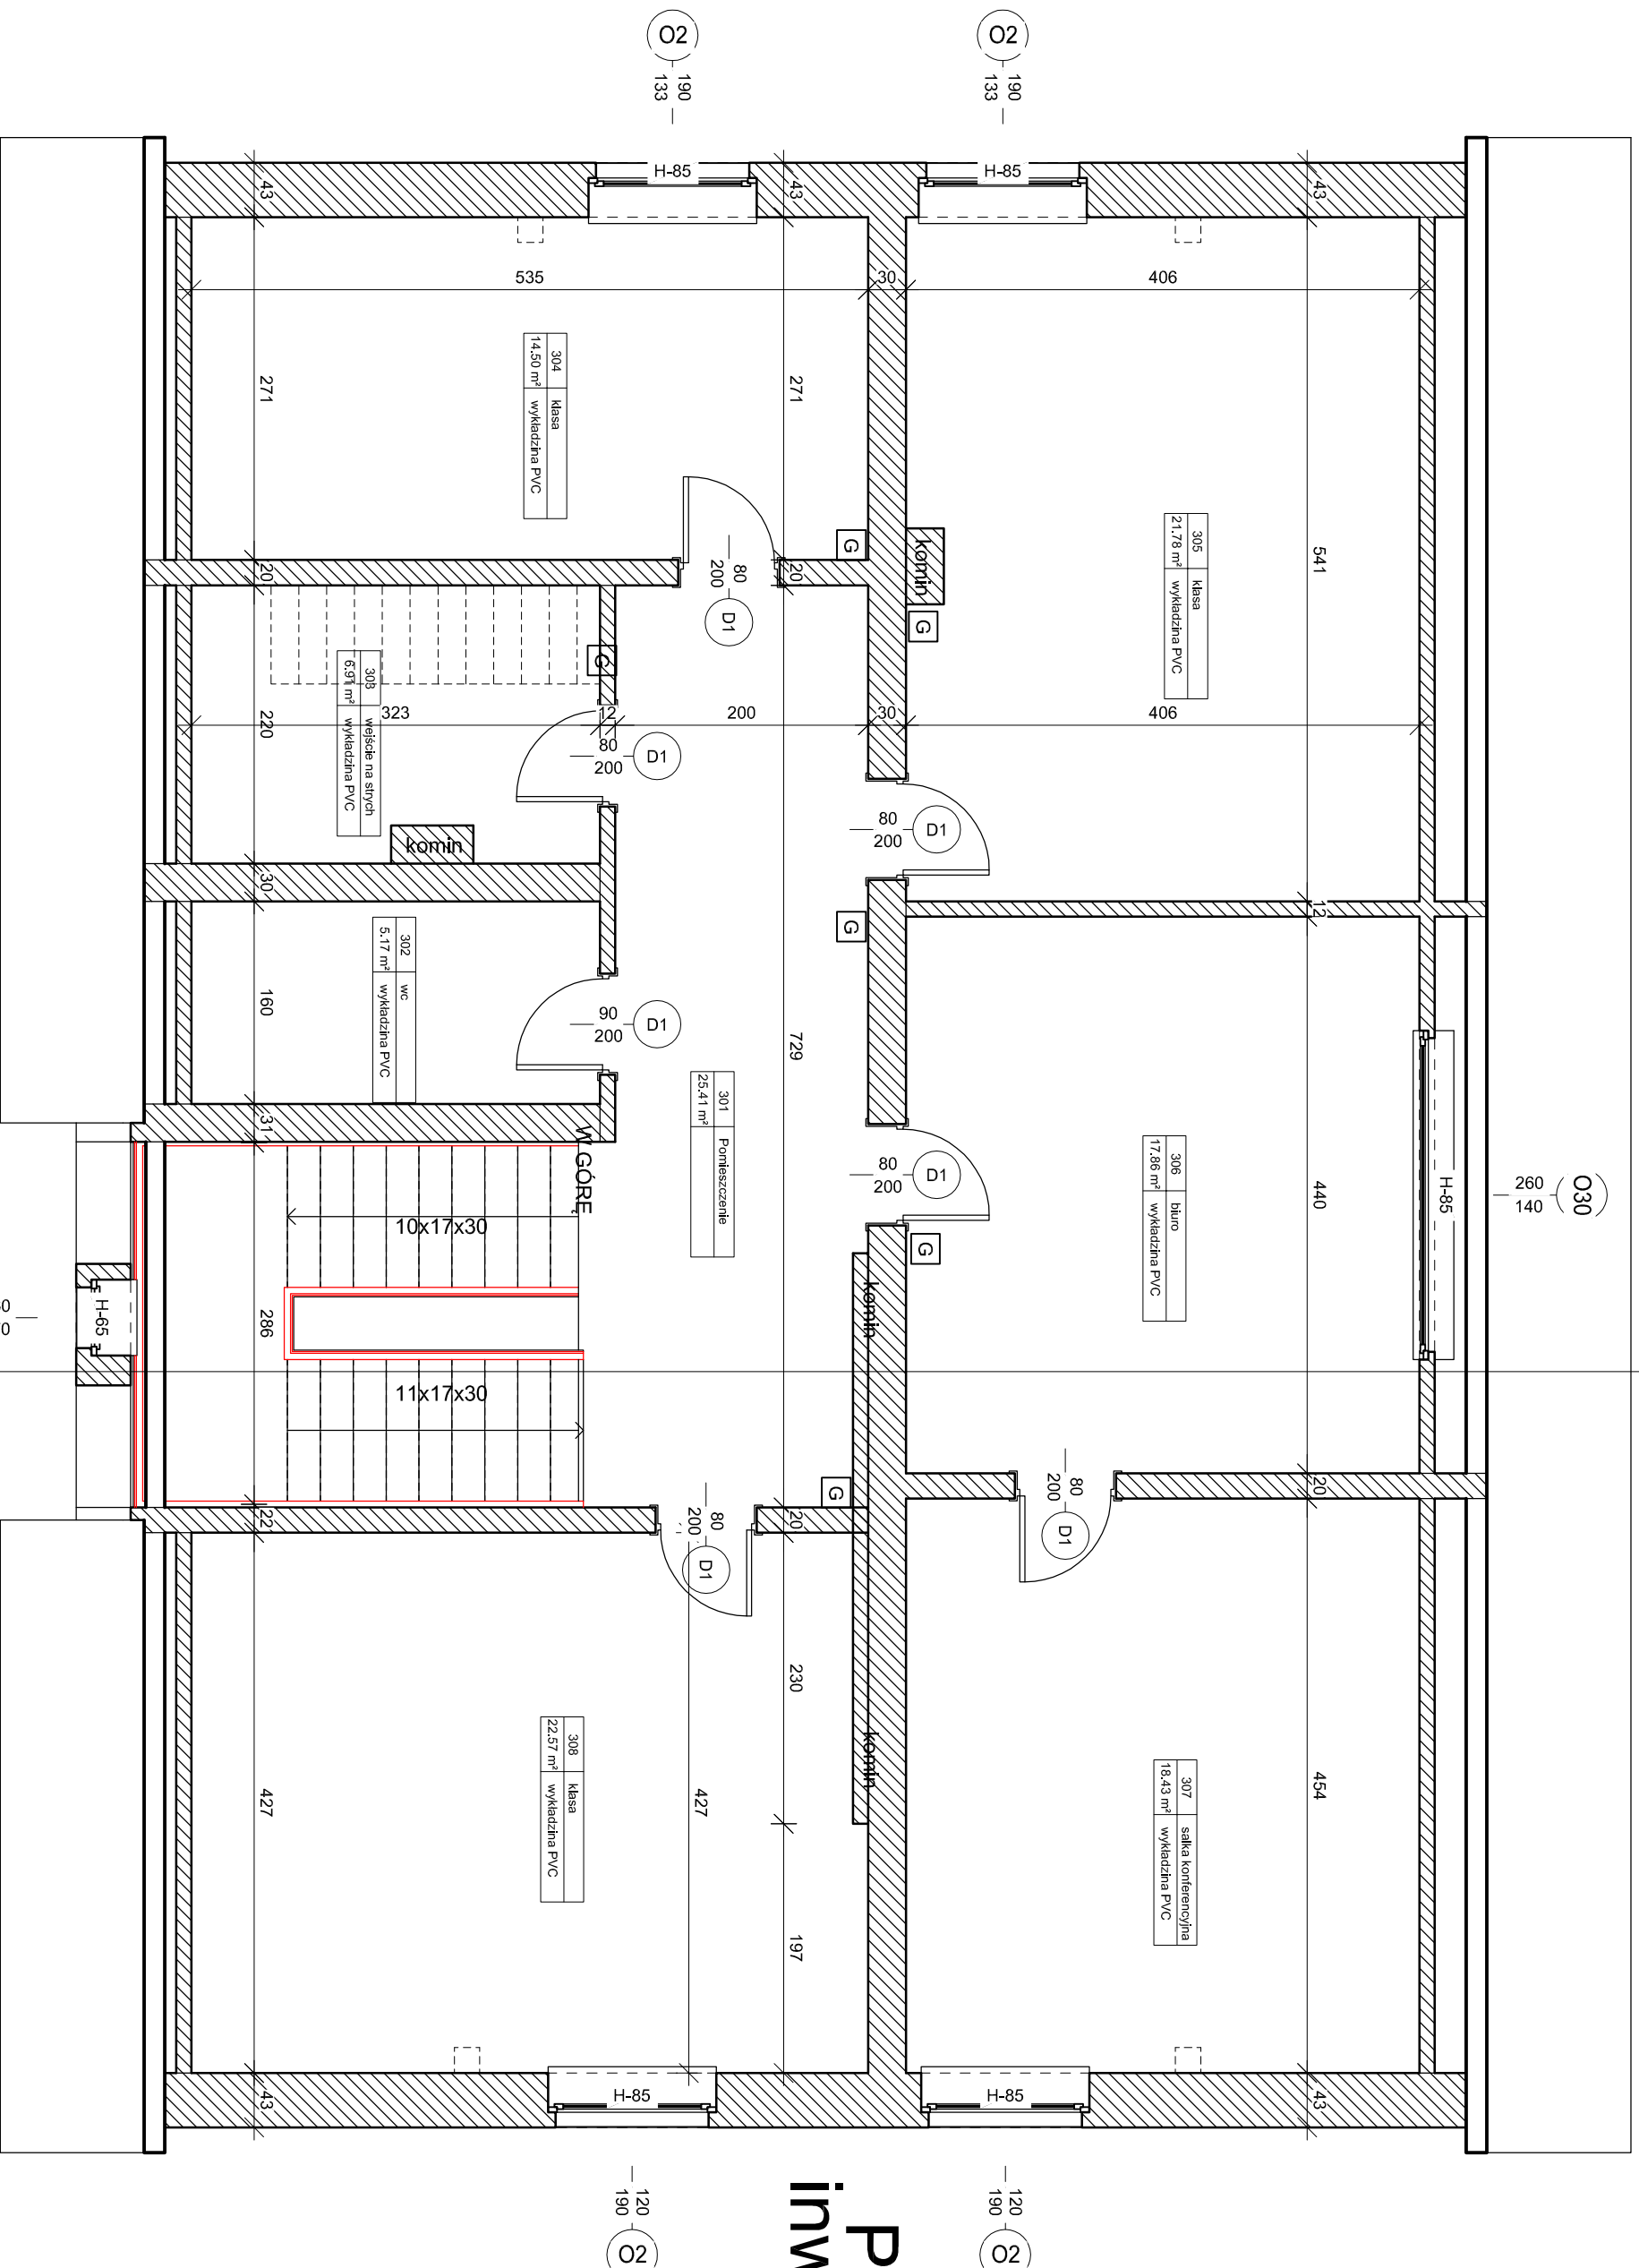 O2
190
133
O2
190
133
H-85
H-85
43
43
43
535
30
406
304 klasa
14.50 m² wykładzina PVC
271
271
305 klasa
21.78 m² wykładzina PVC
541
komin
G
G
80
200
D1
20
20
G
303 wejście na strych
6.91 m² wykładzina PVC
220
323
12
200
30
406
80
200
D1
80
200
D1
komin
30
12
G
302 wc
5.17 m² wykładzina PVC
160
90
200
D1
729
301 Pomieszczenie
25.41 m²
31
W GÓRĘ
80
200
D1
306 biuro
17.86 m² wykładzina PVC
440
H-85
260
140
O30
10x17x30
G
komin
286
H-65
0
0
11x17x30
G
80
200
D1
20
22
20
80
200
D1
230
komin
308 klasa
22.57 m² wykładzina PVC
427
427
307 salka konferencyjna
18.43 m² wykładzina PVC
454
197
H-85
H-85
43
43
120
190
O2
120
190
O2
P
inw